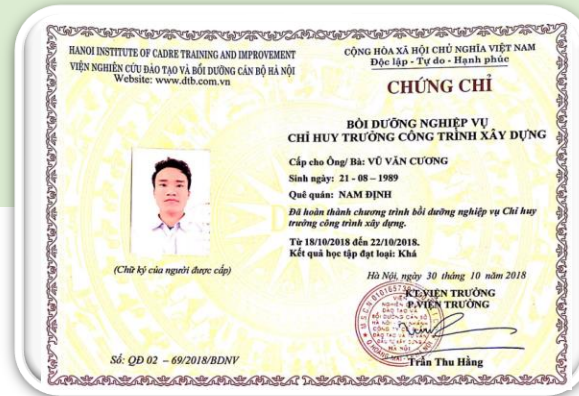 HANOI INSTITUTE OF CADRE TRAINING AND IMPROVEMENT
VIỆN NGHIÊN CỨU ĐÀO TẠO VÀ BỒI DƯỠNG CÁN BỘ HÀ NỘI
Website: www.dtb.com.vn
(Chữ ký của người được cấp)
Số: QĐ 02 – 69/2018/BDNV
CỘNG HÒA XÃ HỘI CHỦ NGHĨA VIỆT NAM
Độc lập - Tự do - Hạnh phúc
CHỨNG CHỈ
BỒI DƯỠNG NGHIỆP VỤ
CHỈ HUY TRƯỞNG CÔNG TRÌNH XÂY DỰNG
Cấp cho Ông/ Bà: VŨ VĂN CƯƠNG
Sinh ngày: 21 - 08 – 1989
Quê quán: NAM ĐỊNH
Đã hoàn thành chương trình bồi dưỡng nghiệp vụ Chỉ huy
trưởng công trình xây dựng.
Từ 18/10/2018 đến 22/10/2018.
Kết quả học tập đạt loại: Khá
Hà Nội, ngày 30 tháng 10 năm 2018
KT.VIỆN TRƯỞNG
P.VIỆN TRƯỞNG
Trần Thu Hằng